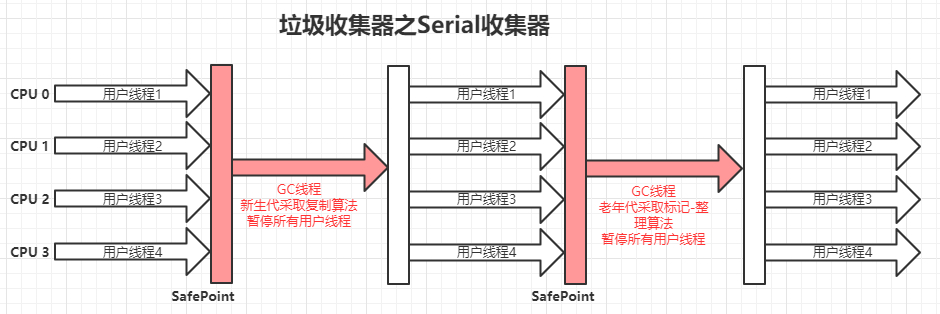 垃圾收集器之Serial收集器
CPU 0
用户线程1
用户线程1
用户线程1
CPU 1
用户线程2
用户线程2
用户线程2
GC线程
新生代采取复制算法
暂停所有用户线程
GC线程
老年代采取标记-整
理算法
暂停所有用户线程
CPU 2
用户线程3
用户线程3
用户线程3
CPU 3
用户线程4
用户线程4
用户线程4
SafePoint
SafePoint